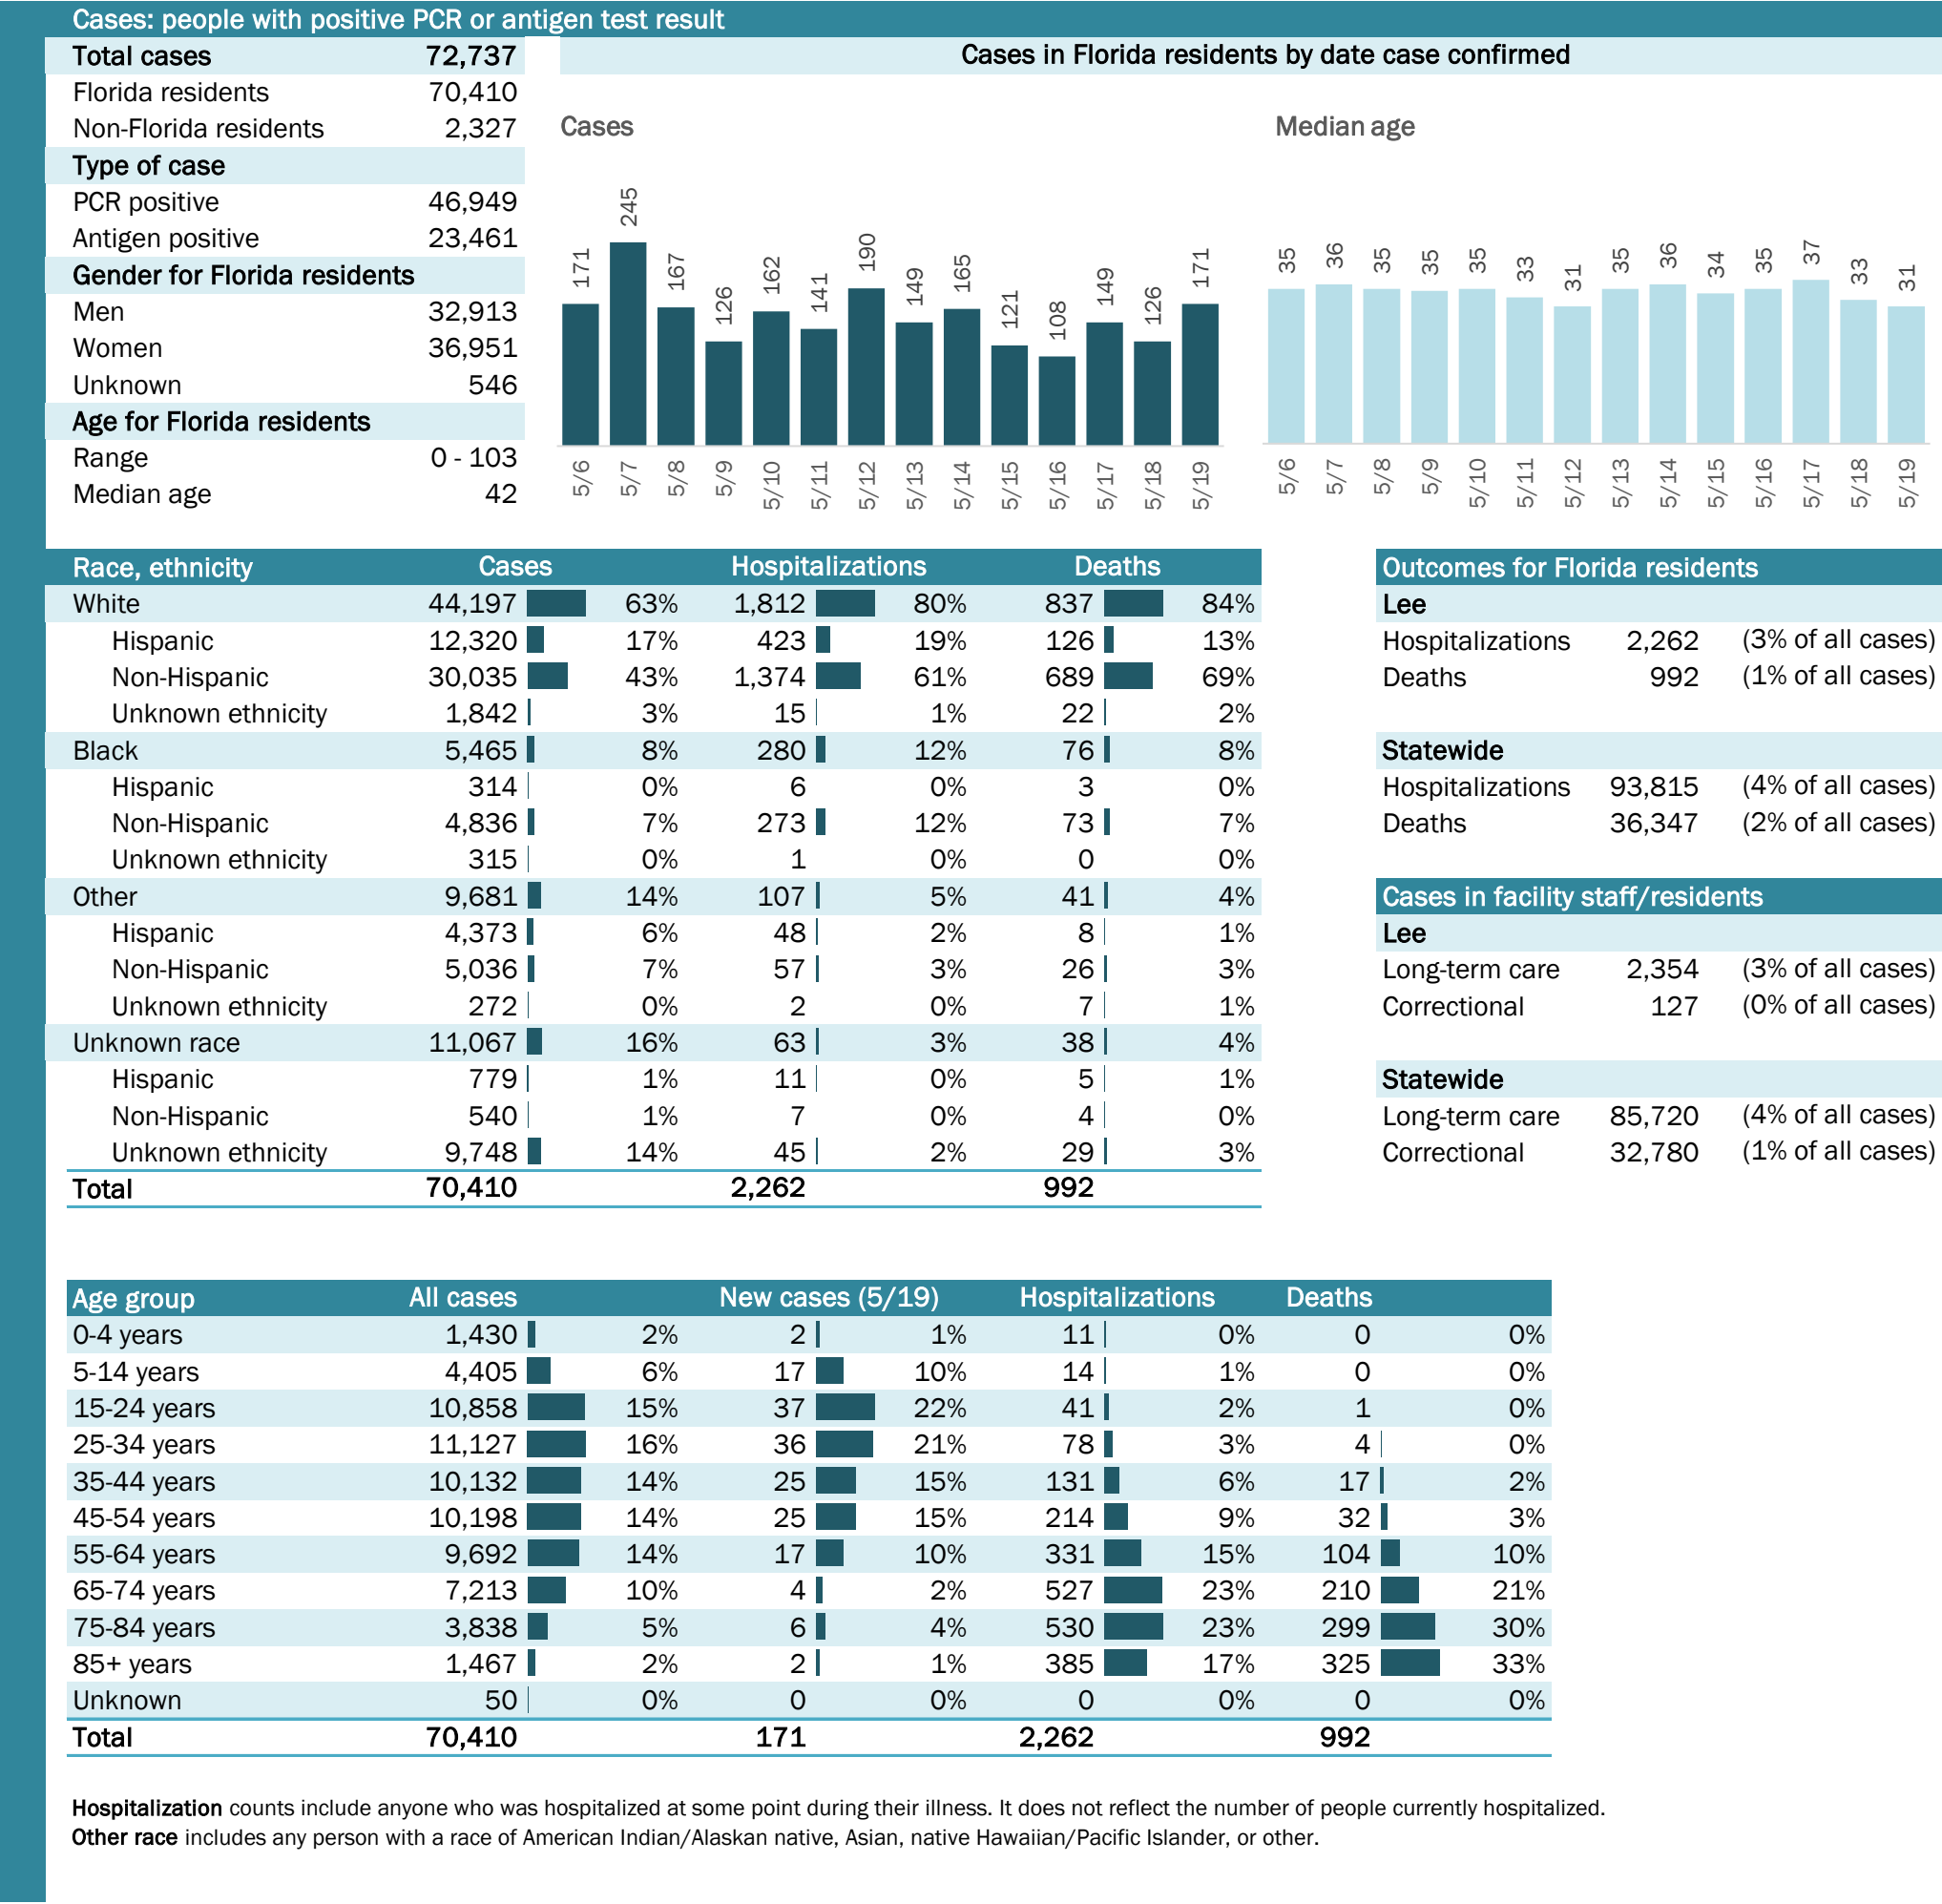 Cases: people with positive PCR or antigen test result
Total cases 72,737
Florida residents 70,410
Non-Florida residents 2,327
Type of case
PCR positive 46,949
Antigen positive 23,461
Gender for Florida residents
Men 32,913
Women 36,951
Unknown 546
Age for Florida residents
Range 0 - 103
Median age 42
Cases in Florida residents by date case confirmed
Cases
171 245 167 126 162 141 190 149 165 121 108 149 126 171
5/6 5/7 5/8 5/9 5/10 5/11 5/12 5/13 5/14 5/15 5/16 5/17 5/18 5/19
Median age
35 36 35 35 35 33 31 35 36 34 35 37 33 31
5/6 5/7 5/8 5/9 5/10 5/11 5/12 5/13 5/14 5/15 5/16 5/17 5/18 5/19
Race, ethnicity Cases Hospitalizations Deaths
White 44,197 63% 1,812 80% 837 84%
Hispanic 12,320 17% 423 19% 126 13%
Non-Hispanic 30,035 43% 1,374 61% 689 69%
Unknown ethnicity 1,842 3% 15 1% 22 2%
Black 5,465 8% 280 12% 76 8%
Hispanic 314 0% 6 0% 3 0%
Non-Hispanic 4,836 7% 273 12% 73 7%
Unknown ethnicity 315 0% 1 0% 0 0%
Other 9,681 14% 107 5% 41 4%
Hispanic 4,373 6% 48 2% 8 1%
Non-Hispanic 5,036 7% 57 3% 26 3%
Unknown ethnicity 272 0% 2 0% 7 1%
Unknown race 11,067 16% 63 3% 38 4%
Hispanic 779 1% 11 0% 5 1%
Non-Hispanic 540 1% 7 0% 4 0%
Unknown ethnicity 9,748 14% 45 2% 29 3%
Total 70,410 2,262 992
Outcomes for Florida residents
Lee
Hospitalizations 2,262 (3% of all cases)
Deaths 992 (1% of all cases)
Statewide
Hospitalizations 93,815 (4% of all cases)
Deaths 36,347 (2% of all cases)
Cases in facility staff/residents
Lee
Long-term care 2,354 (3% of all cases)
Correctional 127 (0% of all cases)
Statewide
Long-term care 85,720 (4% of all cases)
Correctional 32,780 (1% of all cases)
Age group All cases New cases (5/19) Hospitalizations Deaths
0-4 years 1,430 2% 2 1% 11 0% 0 0%
5-14 years 4,405 6% 17 10% 14 1% 0 0%
15-24 years 10,858 15% 37 22% 41 2% 1 0%
25-34 years 11,127 16% 36 21% 78 3% 4 0%
35-44 years 10,132 14% 25 15% 131 6% 17 2%
45-54 years 10,198 14% 25 15% 214 9% 32 3%
55-64 years 9,692 14% 17 10% 331 15% 104 10%
65-74 years 7,213 10% 4 2% 527 23% 210 21%
75-84 years 3,838 5% 6 4% 530 23% 299 30%
85+ years 1,467 2% 2 1% 385 17% 325 33%
Unknown 50 0% 0 0% 0 0% 0 0%
Total 70,410 171 2,262 992
Hospitalization counts include anyone who was hospitalized at some point during their illness. It does not reflect the number of people currently hospitalized.
Other race includes any person with a race of American Indian/Alaskan native, Asian, native Hawaiian/Pacific Islander, or other.